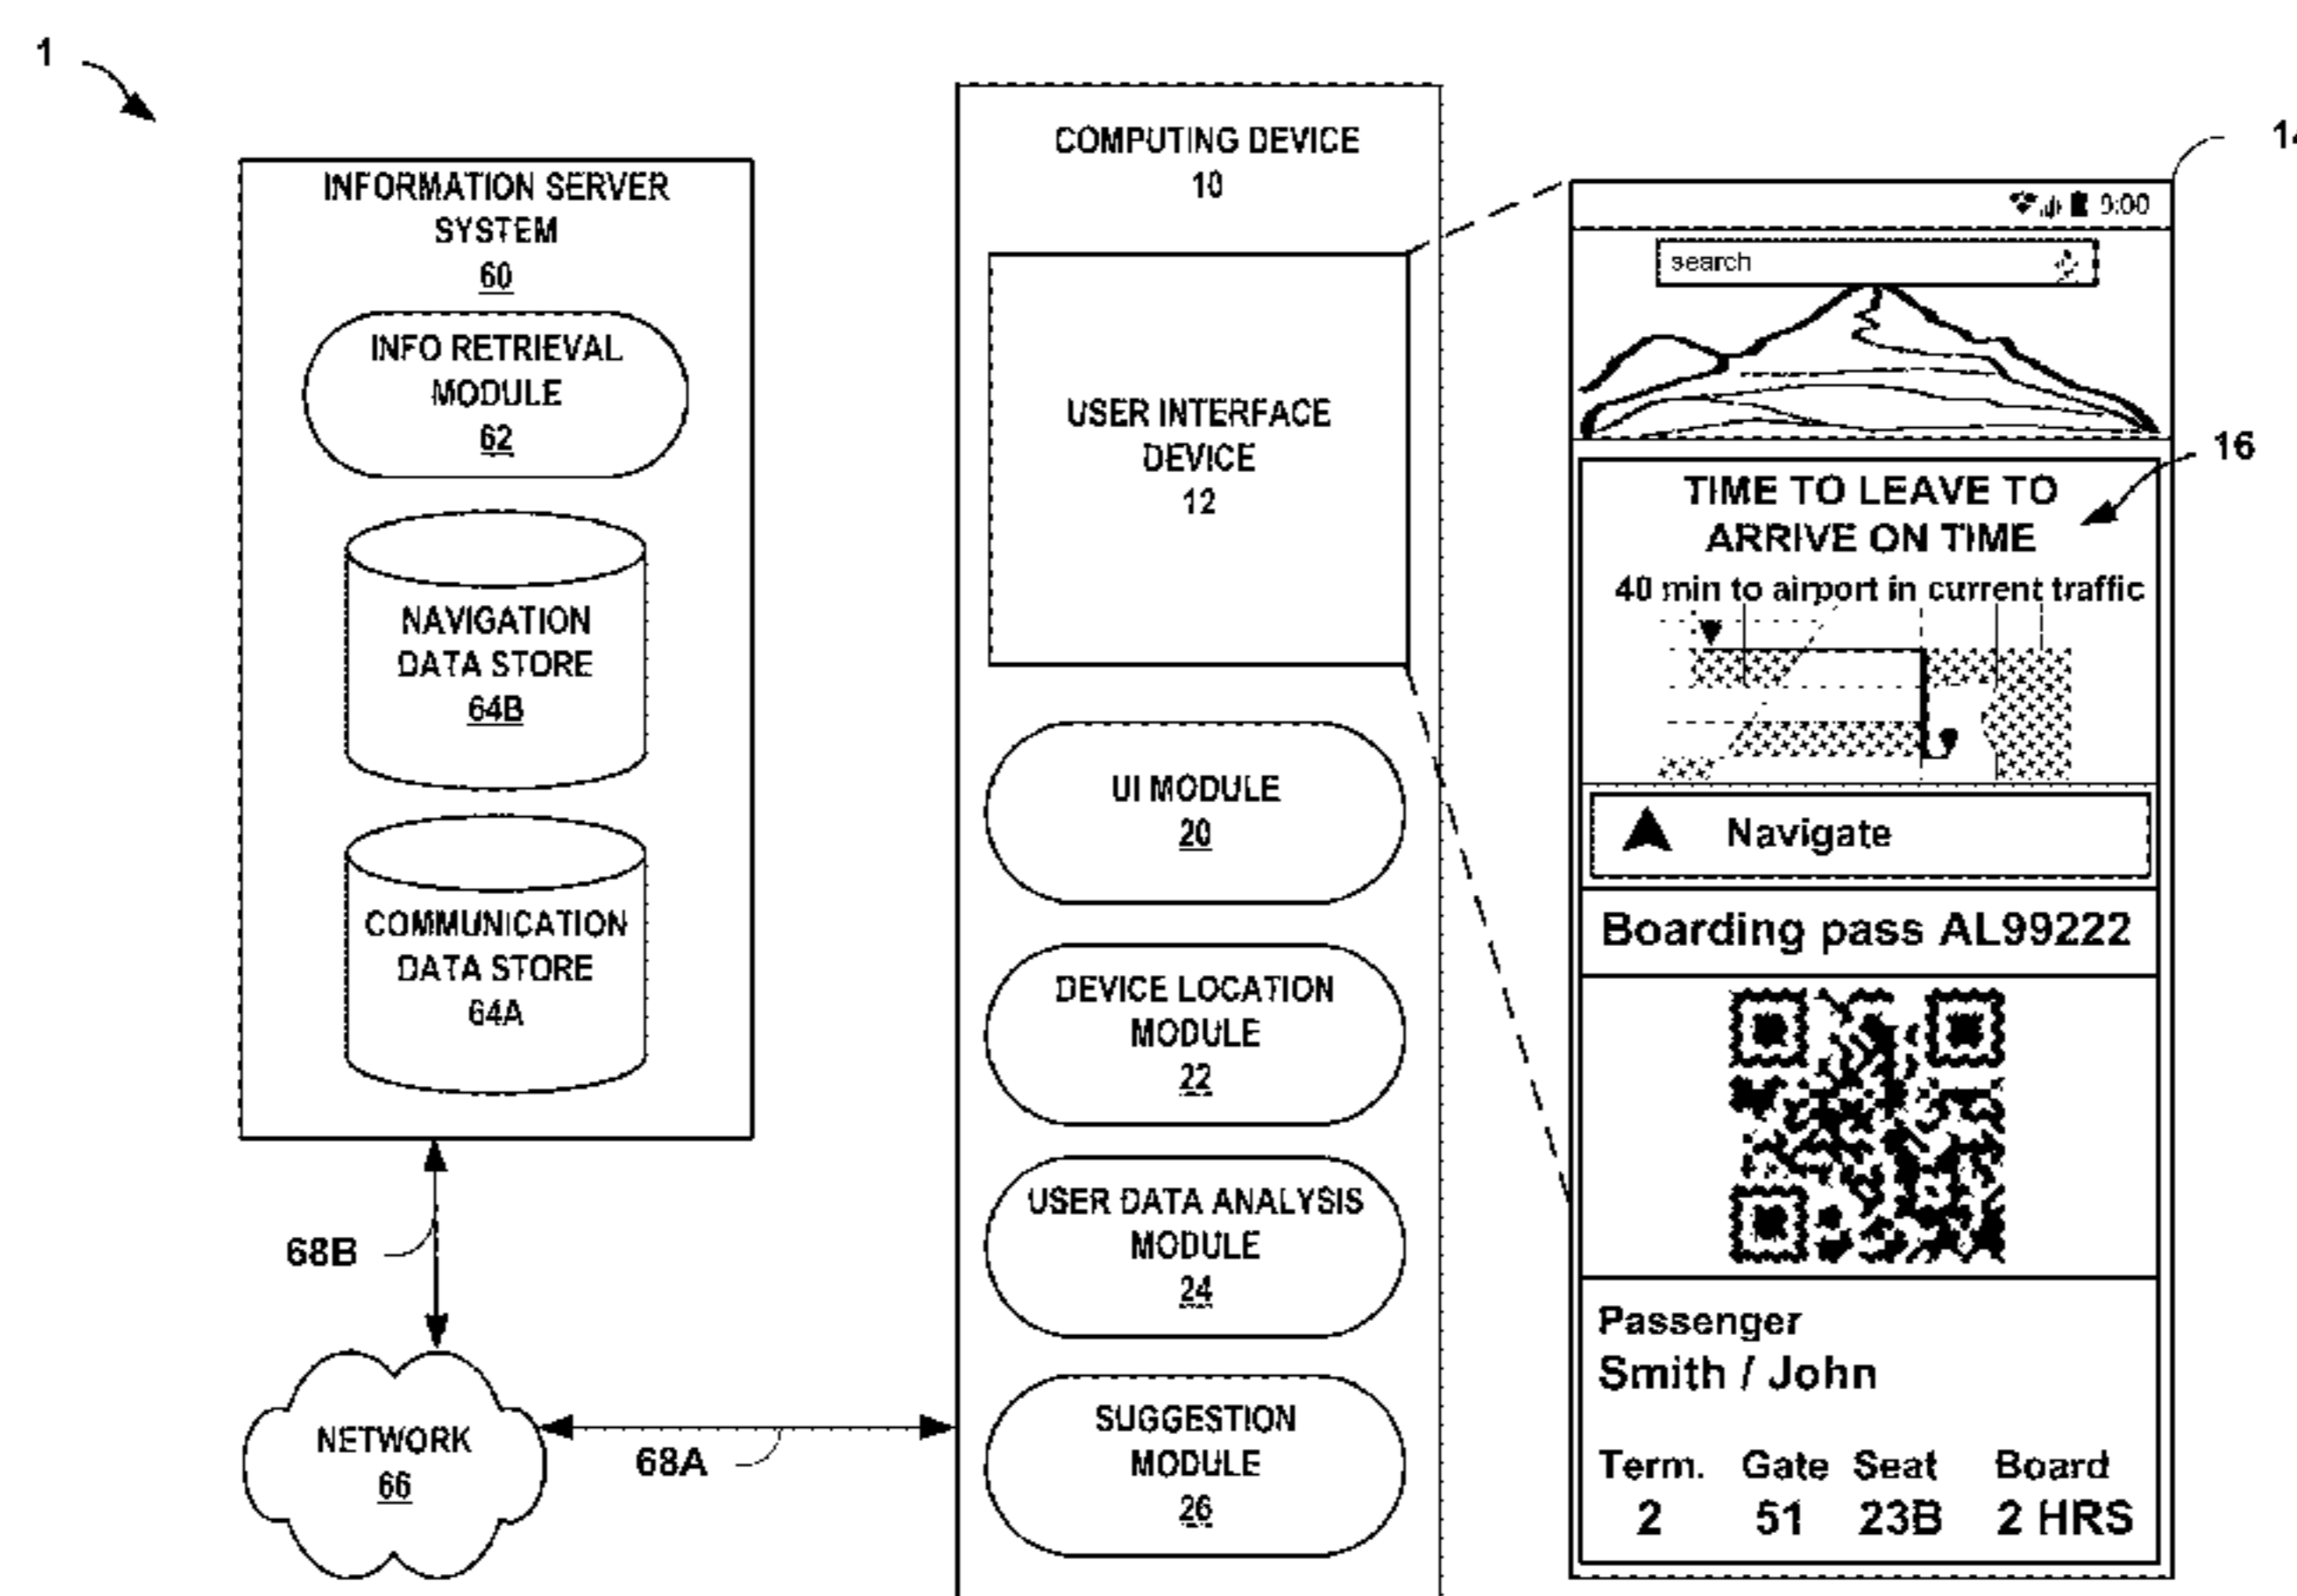 1
INFORMATION SERVER
SYSTEM
60
INFO RETRIEVAL
MODULE
62
NAVIGATION
DATA STORE
64B
COMMUNICATION
DATA STORE
64A
68B
NETWORK
66
68A
COMPUTING DEVICE
10
USER INTERFACE
DEVICE
12
UI MODULE
20
DEVICE LOCATION
MODULE
22
USER DATA ANALYSIS
MODULE
24
SUGGESTION
MODULE
26
14
search
16
TIME TO LEAVE TO
ARRIVE ON TIME
40 min to airport in current traffic
Navigate
Boarding pass AL99222
Passenger
Smith / John
Term. Gate Seat Board
2 51 23B 2 HRS